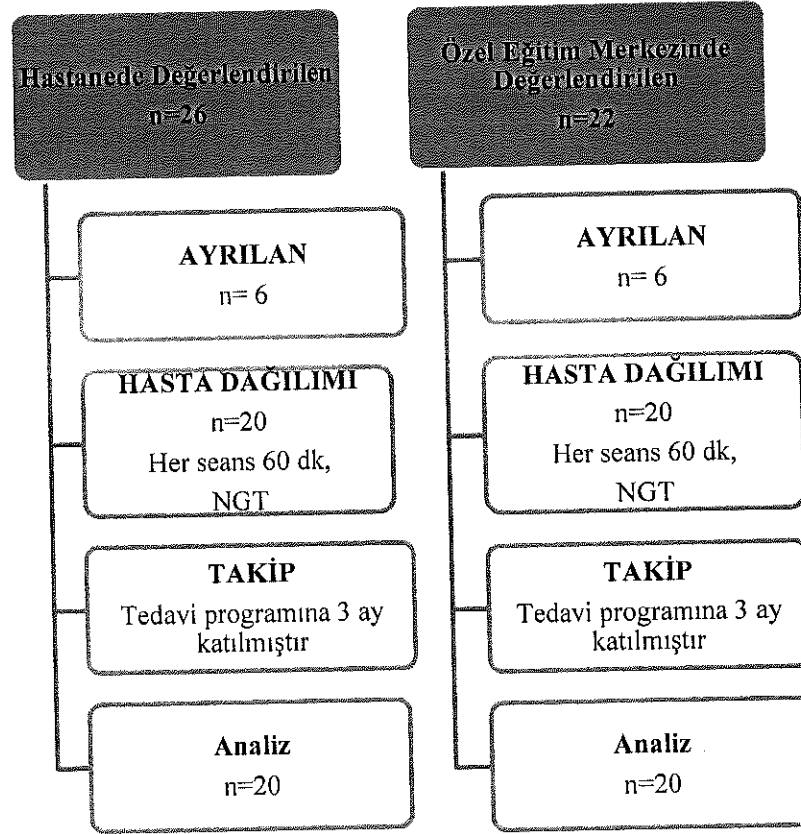 Hastanede Değerlendirilen
n=26
AYRILAN
n= 6
HASTA DAĞILIMI
n=20
Her seans 60 dk,
NGT
TAKİP
Tedavi programına 3 ay
katılmıştır
Analiz
n=20
Özel Eğitim Merkezinde
Değerlendirilen
n=22
AYRILAN
n= 6
HASTA DAĞILIMI
n=20
Her seans 60 dk,
NGT
TAKİP
Tedavi programına 3 ay
katılmıştır
Analiz
n=20